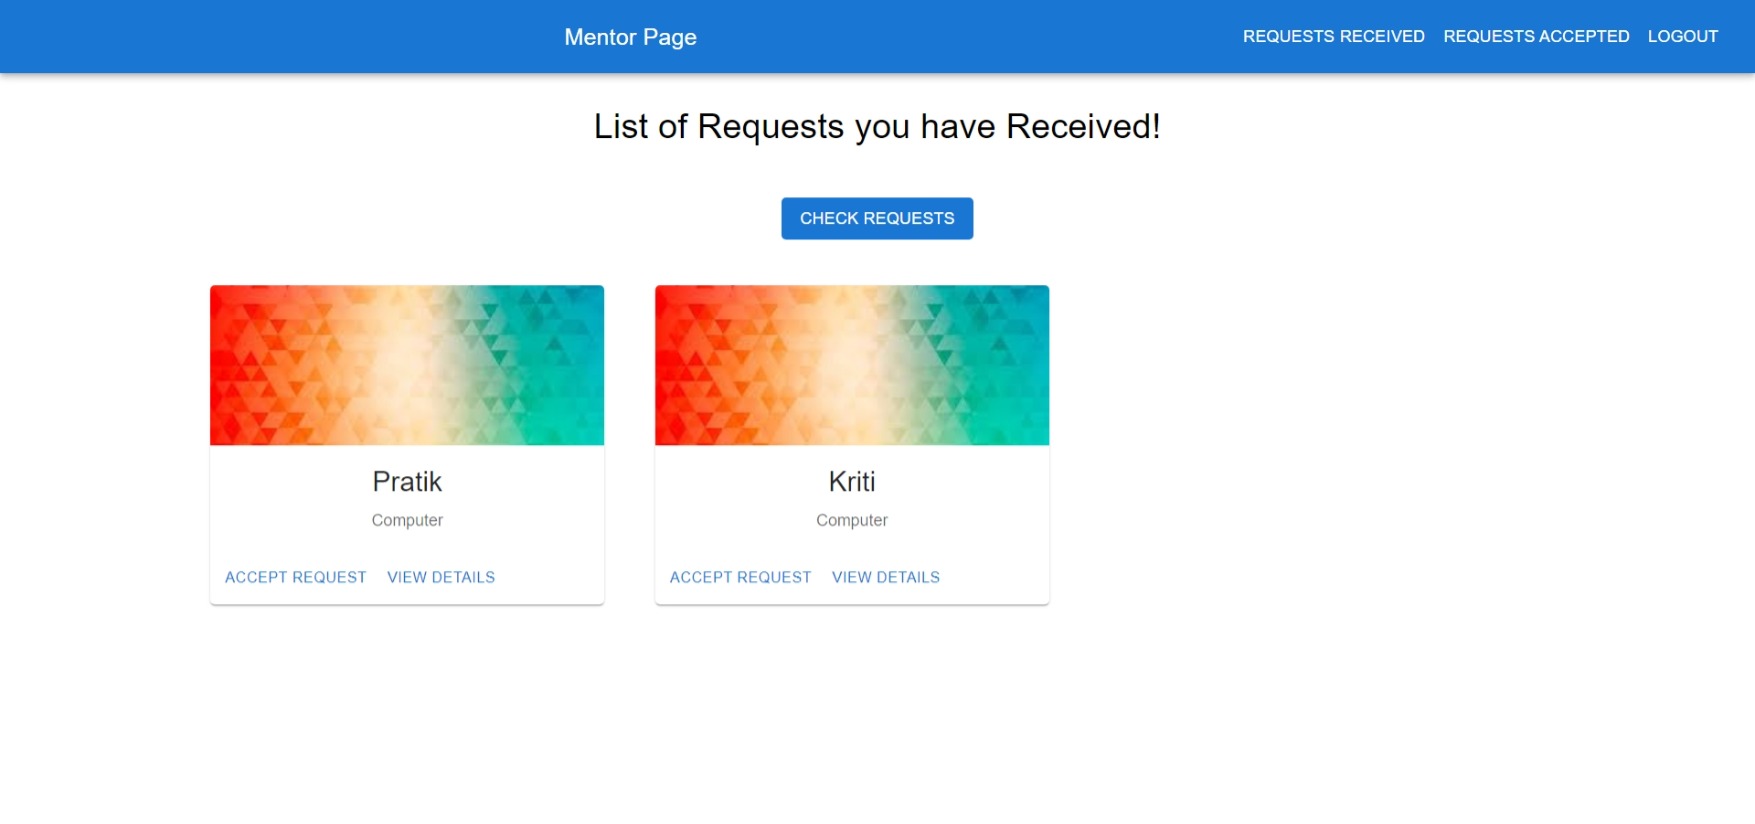 Mentor Page
REQUESTS RECEIVED REQUESTS ACCEPTED LOGOUT
List of Requests you have Received!
CHECK REQUESTS
Pratik
Computer
ACCEPT REQUEST VIEW DETAILS
Kriti
Computer
ACCEPT REQUEST VIEW DETAILS